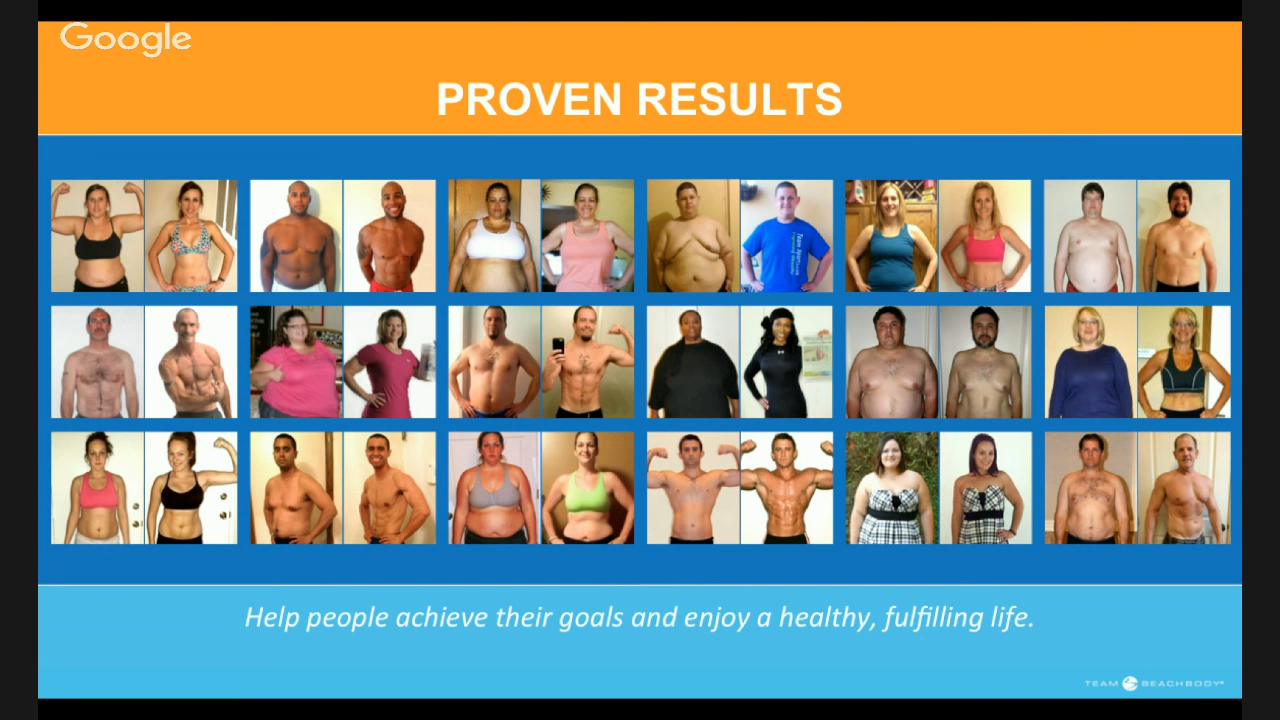 Google
PROVEN RESULTS
Help people achieve their goals and enjoy a healthy, fulfilling life.
TEAM BEACHBODY